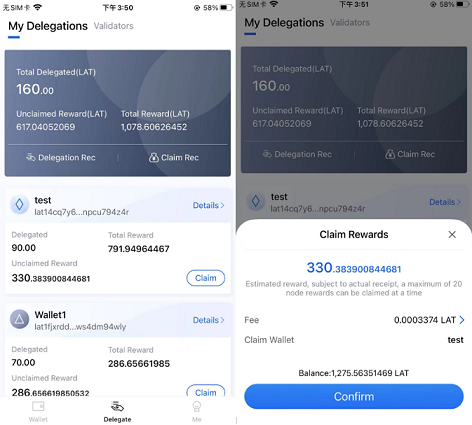 无SIM卡 下午 3:50 58%
My Delegations Validators
Total Delegated(LAT)
160.00
Unclaimed Reward(LAT) Total Reward(LAT)
617.04052069 1,078.60626452
Delegation Rec Claim Rec
test
lat14cq7y6...npcu794z4r
Details
Delegated Total Reward
90.00 791.94964467
Unclaimed Reward
330.383900844681 Claim
Wallet1
lat1fjxrdd...ws4dm94wly
Details
Delegated Total Reward
70.00 286.65661985
Unclaimed Reward
286.656619850532 Claim
Wallet Delegate Me
无SIM卡 下午 3:51 58%
My Delegations Validators
Total Delegated(LAT)
160.00
Unclaimed Reward(LAT) Total Reward(LAT)
617.04052069 1,078.60626452
Delegation Rec Claim Rec
test
lat14cq7y6...npcu794z4r
Details
Claim Rewards
330.383900844681
Estimated reward, subject to actual receipt, a maximum of 20
node rewards can be claimed at a time
Fee 0.0003374 LAT
Claim Wallet test
Balance:1,275.56351469 LAT
Confirm